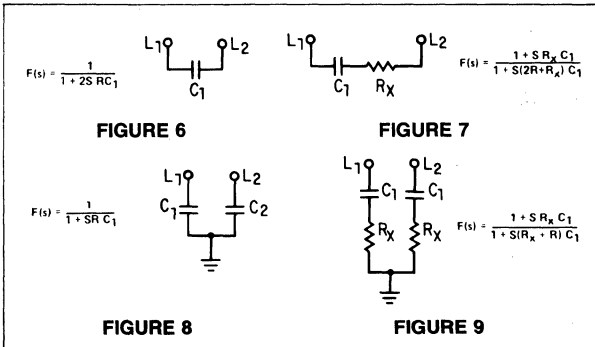 F(s) = 1 / 1 + 2S RC1
L1 L2
C1
FIGURE 6
L1 L2
C1 RX
F(s) = 1 + S RX C1 / 1 + S(2R+RX) C1
FIGURE 7
F(s) = 1 / 1 + SR C1
L1 L2
C1 C2
FIGURE 8
L1 L2
C1 C1
RX RX
F(s) = 1 + S RX C1 / 1 + S(RX + R) C1
FIGURE 9